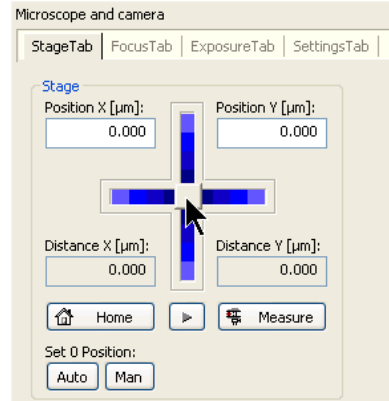 Microscope and camera
StageTab FocusTab ExposureTab SettingsTab
Stage
Position X [µm]: Position Y [µm]:
0.000 0.000
Distance X [µm]: Distance Y [µm]:
0.000 0.000
Home Measure
Set 0 Position:
Auto Man